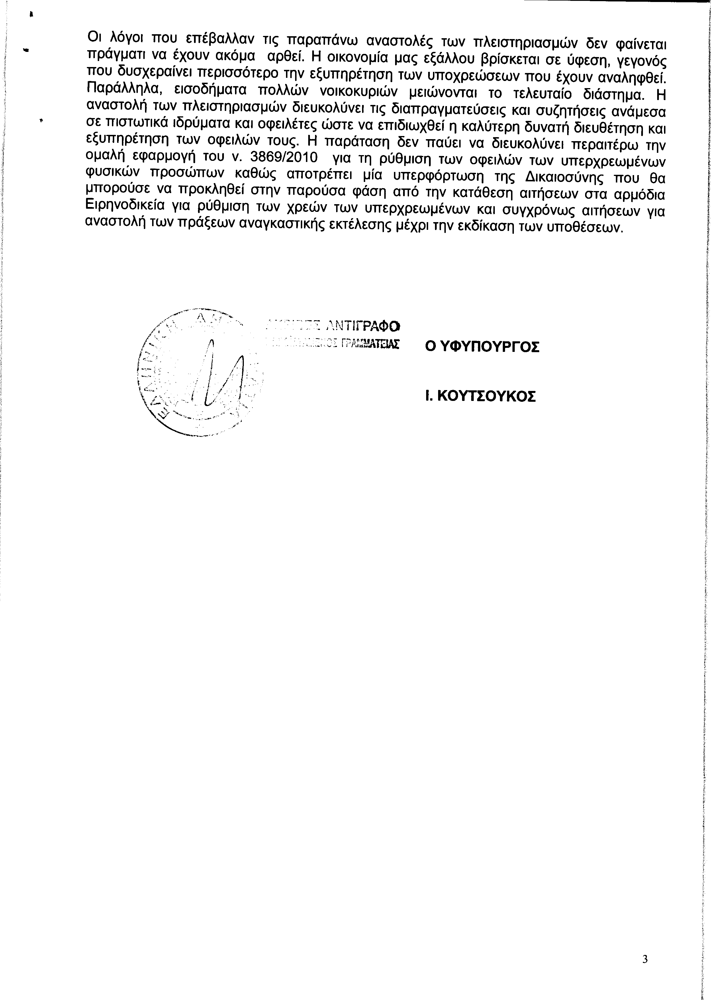 Οι λόγοι που επέβαλλαν τις παραπάνω αναστολές των πλειστηριασμών δεν φαίνεται
πράγματι να έχουν ακόμα αρθεί. Η οικονομία μας εξάλλου βρίσκεται σε ύφεση, γεγονός
που δυσχεραίνει περισσότερο την εξυπηρέτηση των υποχρεώσεων που έχουν αναληφθεί.
Παράλληλα, εισοδήματα πολλών νοικοκυριών μειώνονται το τελευταίο διάστημα. Η
αναστολή των πλειστηριασμών διευκολύνει τις διαπραγματεύσεις και συζητήσεις ανάμεσα
σε πιστωτικά ιδρύματα και οφειλέτες ώστε να επιδιωχθεί η καλύτερη δυνατή διευθέτηση και
εξυπηρέτηση των οφειλών τους. Η παράταση δεν παύει να διευκολύνει περαιτέρω την
ομαλή εφαρμογή του ν. 3869/2010 για τη ρύθμιση των οφειλών των υπερχρεωμένων
φυσικών προσώπων καθώς αποτρέπει μία υπερφόρτωση της Δικαιοσύνης που θα
μπορούσε να προκληθεί στην παρούσα φάση από την κατάθεση αιτήσεων στα αρμόδια
Ειρηνοδικεία για ρύθμιση των χρεών των υπερχρεωμένων και συγχρόνως αιτήσεων για
αναστολή των πράξεων αναγκαστικής εκτέλεσης μέχρι την εκδίκαση των υποθέσεων.
ΑΝΤΙΓΡΑΦΟ
ΓΡΑΜΜΑΤΕΙΑΣ
Ο ΥΦΥΠΟΥΡΓΟΣ
Ι. ΚΟΥΤΣΟΥΚΟΣ
3